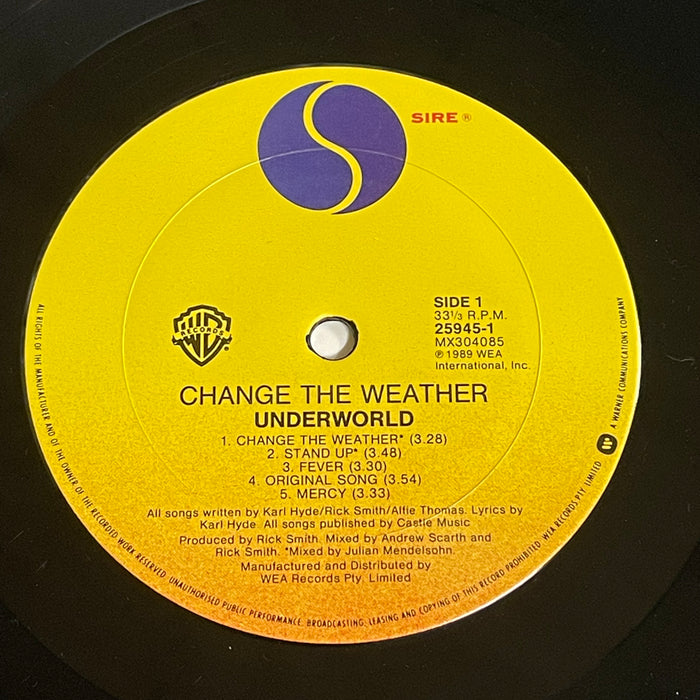 SIRE ®
WB
RECORDS
SIDE 1
33⅓ R.P.M.
25945-1
MX304085
℗ 1989 WEA
International, Inc.
CHANGE THE WEATHER
UNDERWORLD
1. CHANGE THE WEATHER* (3.28)
2. STAND UP* (3.48)
3. FEVER (3.30)
4. ORIGINAL SONG (3.54)
5. MERCY (3.33)
All songs written by Karl Hyde/Rick Smith/Alfie Thomas. Lyrics by
Karl Hyde. All songs published by Castle Music
Produced by Rick Smith. Mixed by Andrew Scarth and
Rick Smith. *Mixed by Julian Mendelsohn.
Manufactured and Distributed by
WEA Records Pty. Limited
ALL RIGHTS OF THE MANUFACTURER AND OF THE OWNER OF THE RECORDED WORK RESERVED. UNAUTHORISED PUBLIC PERFORMANCE, BROADCASTING, LEASING AND COPYING OF THIS RECORD PROHIBITED. WEA RECORDS PTY. LIMITED
A WARNER COMMUNICATIONS COMPANY